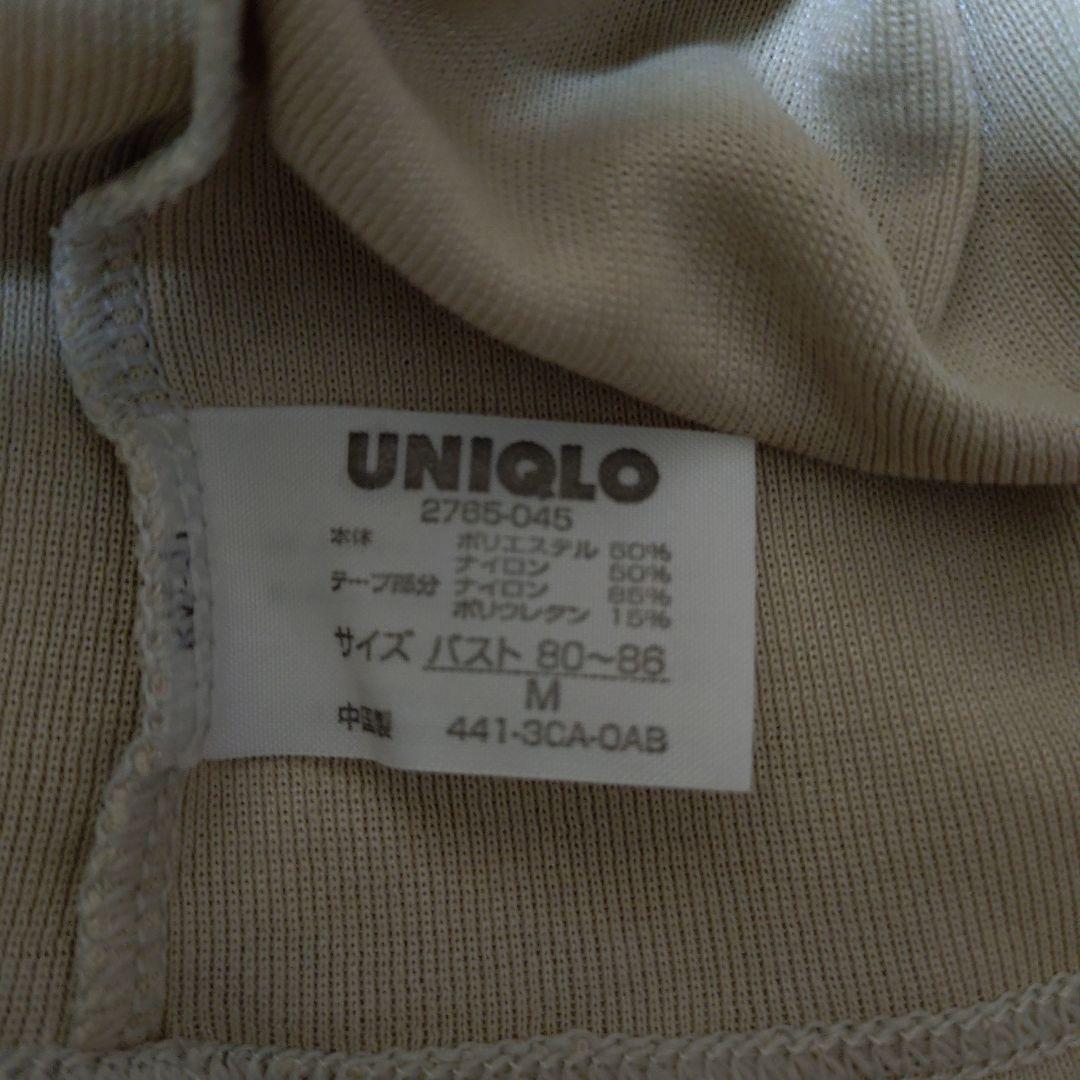 UNIQLO
2765-045
本体 ポリエステル 50%
ナイロン 50%
テープ部分 ナイロン 85%
ポリウレタン 15%
サイズ バスト 80～86
M
中国製 441-3CA-0AB